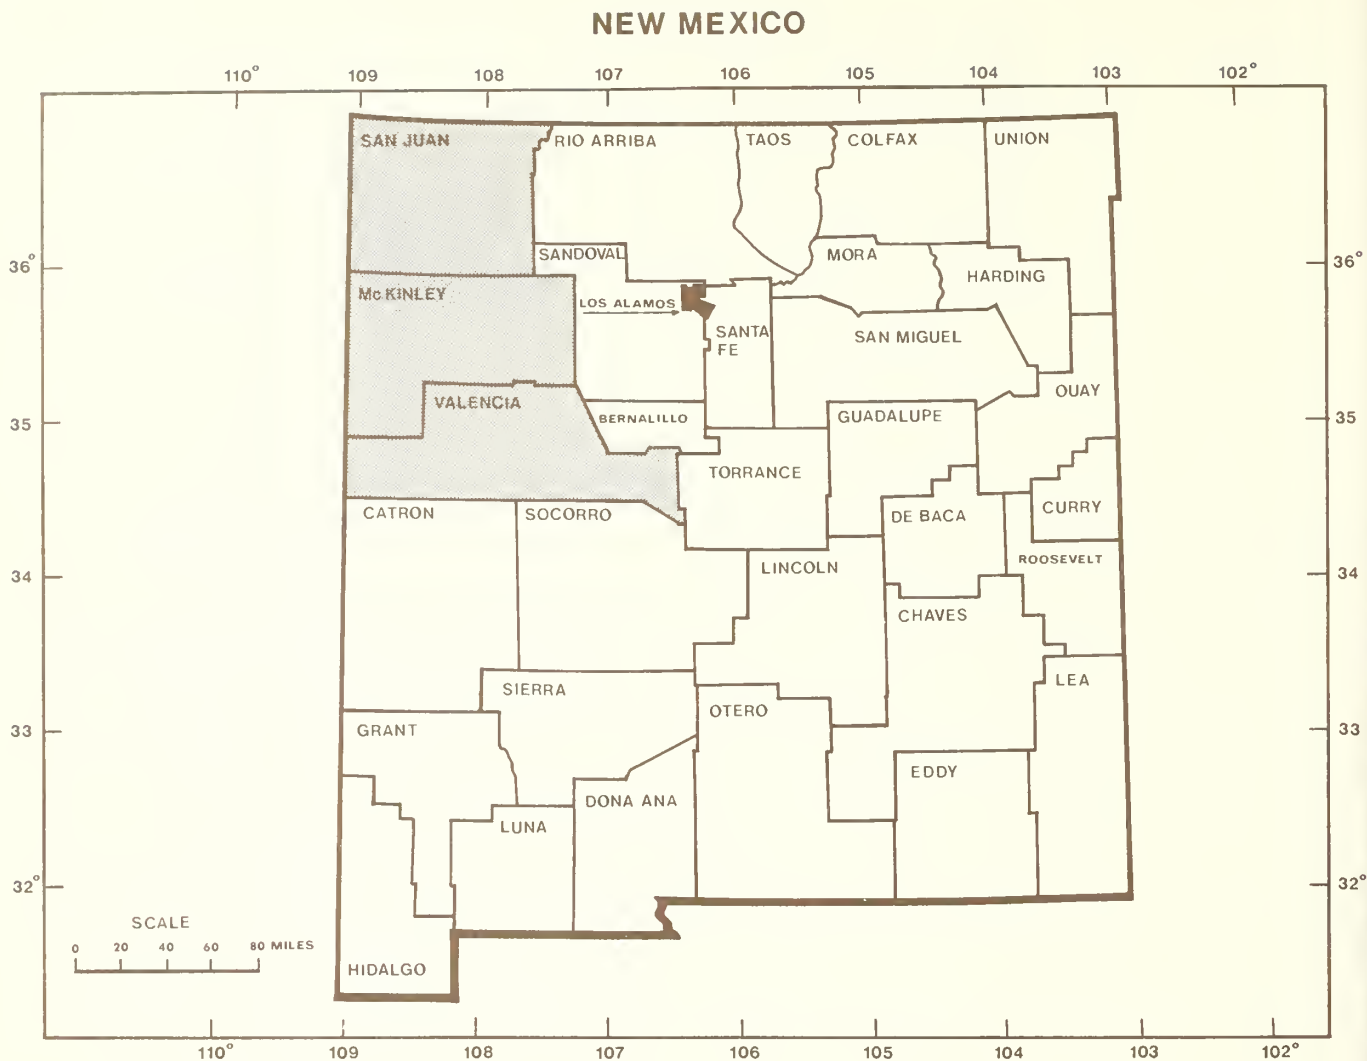 NEW MEXICO
110° 109 108 107 106 105 104 103 102°
SAN JUAN RIO ARRIBA TAOS COLFAX UNION
36° SANDOVAL MORA HARDING 36°
Mc KINLEY LOS ALAMOS
SANTA FE SAN MIGUEL
VALENCIA OUAY
35 BERNALILLO GUADALUPE 35
TORRANCE
CATRON SOCORRO DE BACA CURRY
34 LINCOLN ROOSEVELT 34
CHAVES
SIERRA LEA
33 GRANT OTERO 33
DONA ANA EDDY
LUNA
32° 32°
SCALE
0 20 40 60 80 MILES
HIDALGO
110° 109 108 107 106 105 104 103 102°